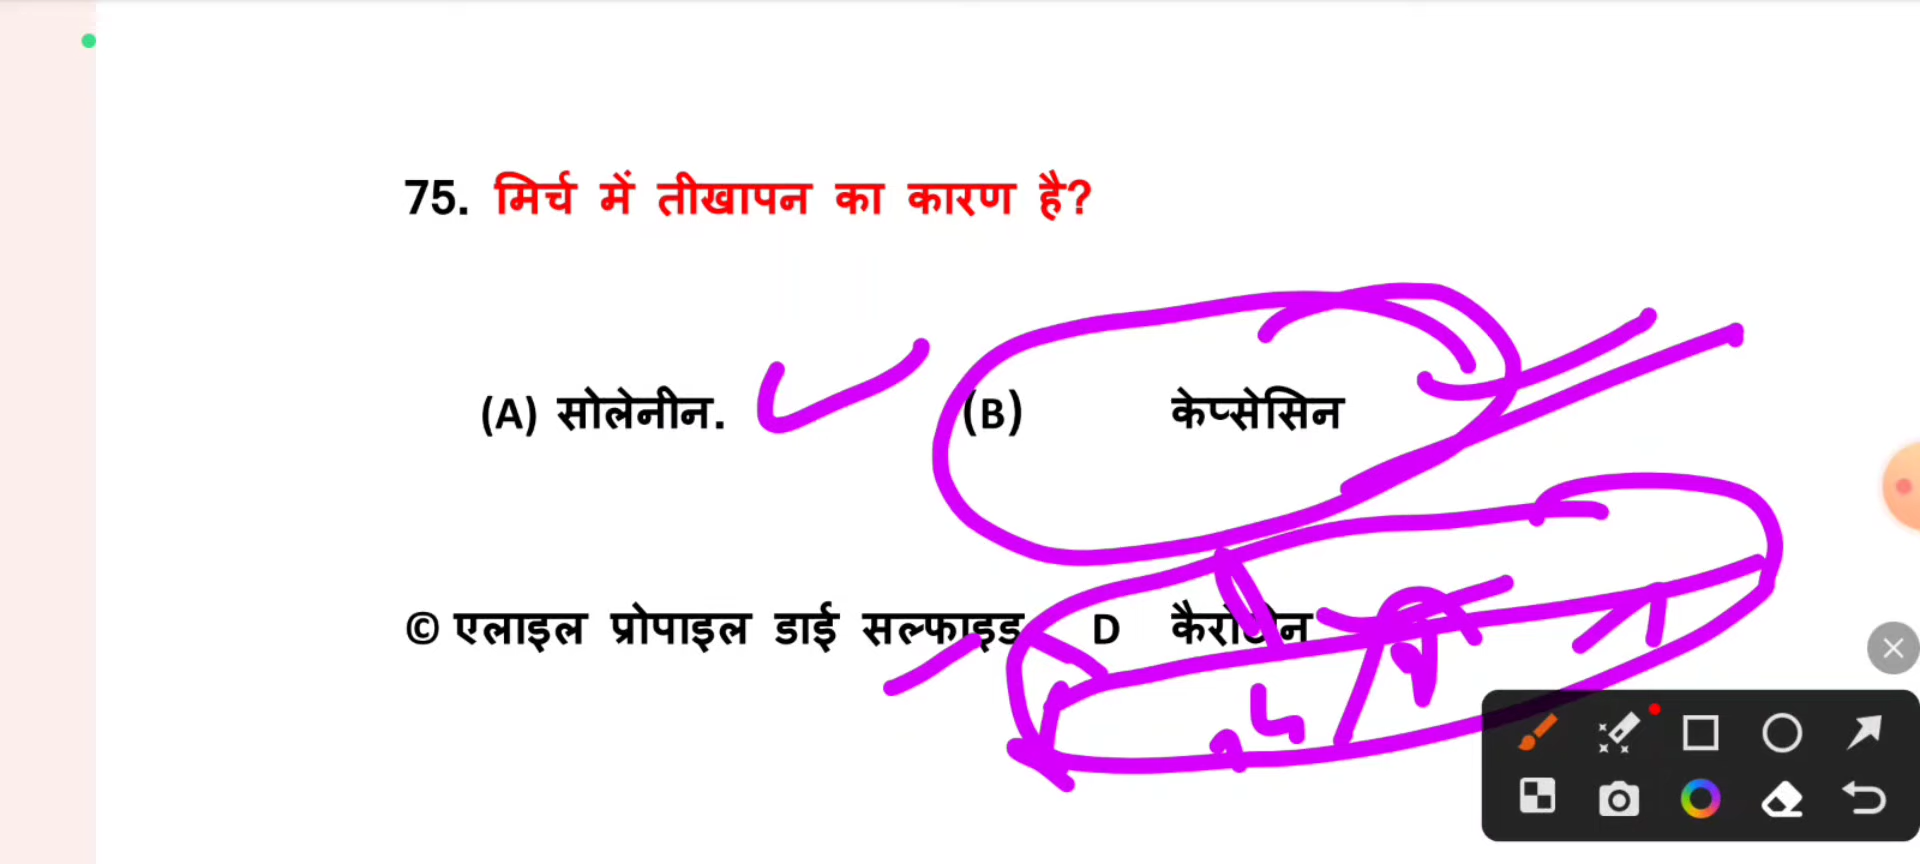 75. मिर्च में तीखापन का कारण है?
(A) सोलेनीन. (B) केप्सेसिन
© एलाइल प्रोपाइल डाई सल्फाइड D कैरोटीन